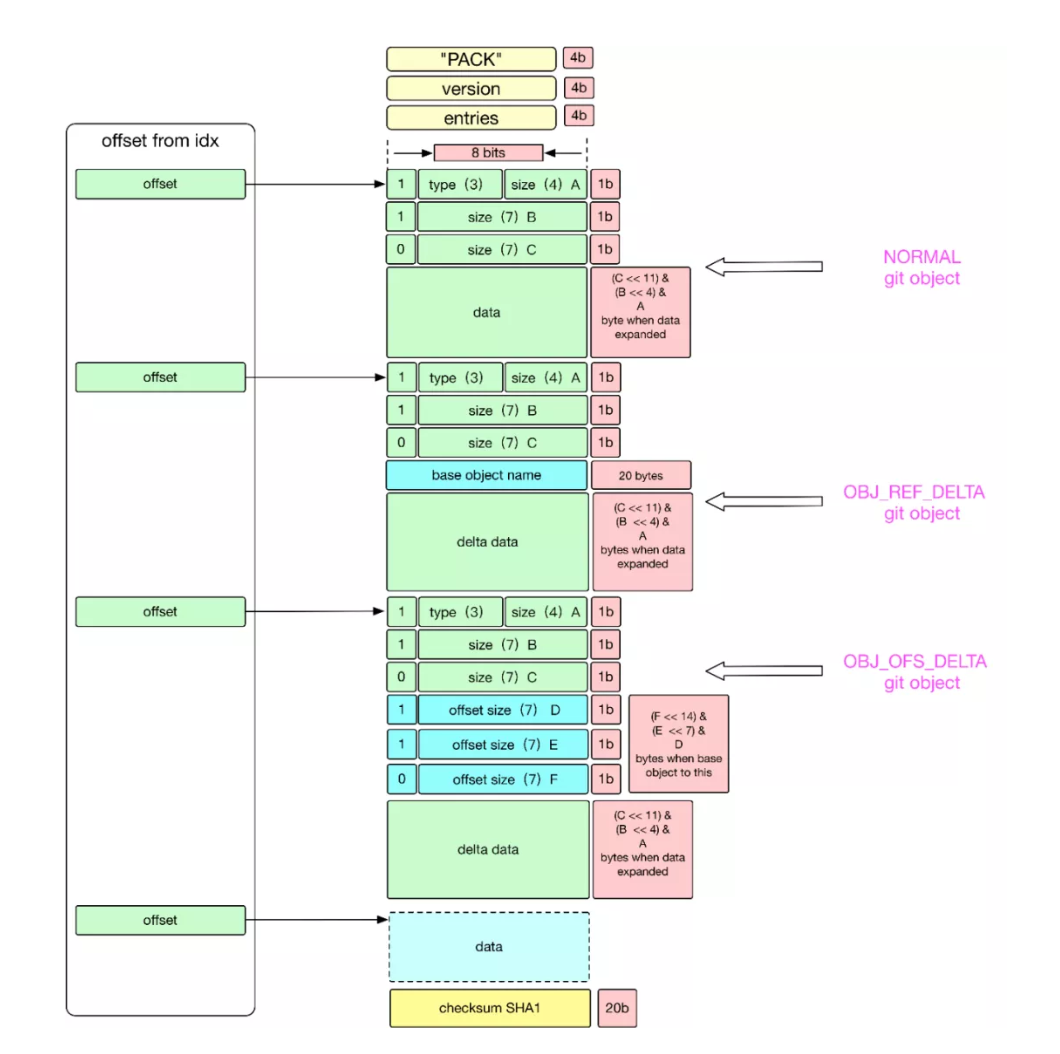 "PACK" 4b
version 4b
entries 4b
offset from idx
8 bits
offset 1 type (3) size (4) A 1b
1 size (7) B 1b
0 size (7) C 1b
NORMAL
git object
data
(C << 11) &
(B << 4) &
A
byte when data
expanded
offset 1 type (3) size (4) A 1b
1 size (7) B 1b
0 size (7) C 1b
base object name 20 bytes
OBJ_REF_DELTA
git object
delta data
(C << 11) &
(B << 4) &
A
bytes when data
expanded
offset 1 type (3) size (4) A 1b
1 size (7) B 1b
0 size (7) C 1b
OBJ_OFS_DELTA
git object
1 offset size (7) D 1b
1 offset size (7) E 1b
0 offset size (7) F 1b
(F << 14) &
(E << 7) &
D
bytes when base
object to this
delta data
(C << 11) &
(B << 4) &
A
bytes when data
expanded
offset
data
checksum SHA1 20b